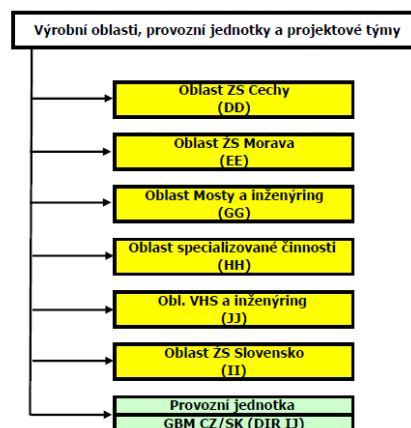 Výrobní oblasti, provozní jednotky a projektové týmy
Oblast ŽS Čechy
(DD)
Oblast ŽS Morava
(EE)
Oblast Mosty a inženýring
(GG)
Oblast specializované činnosti
(HH)
Obl. VHS a inženýring
(JJ)
Oblast ŽS Slovensko
(II)
Provozní jednotka
GBM CZ/SK (DIR IJ)